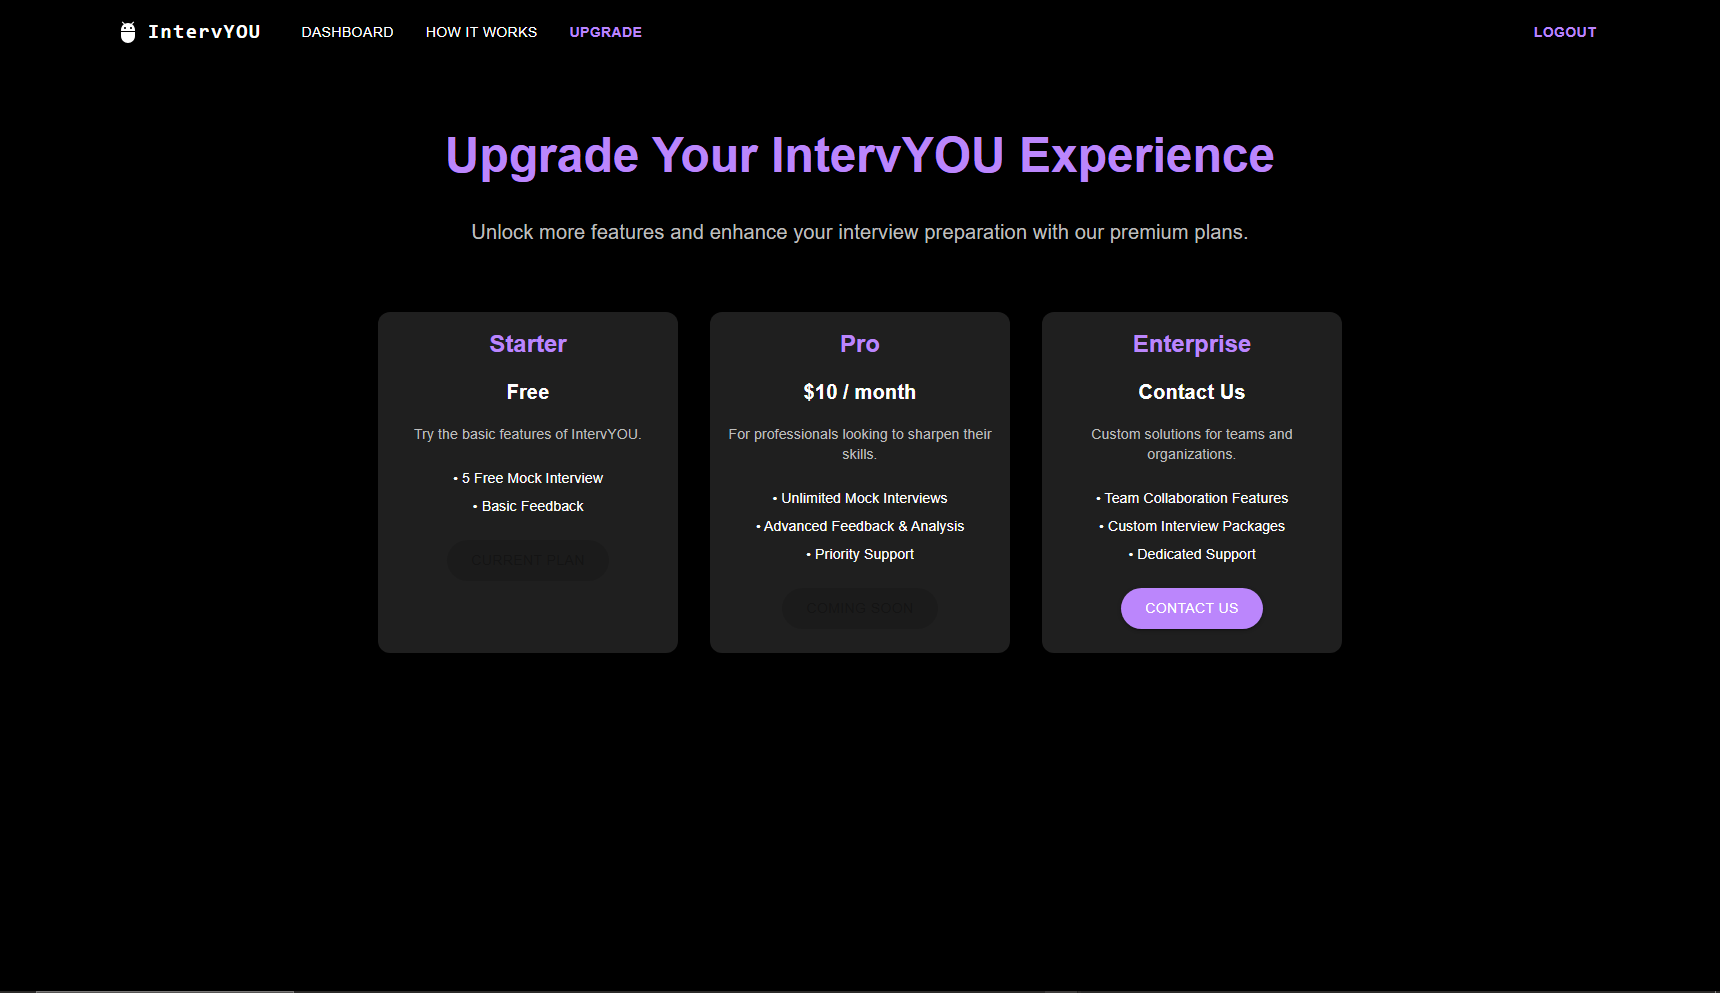 IntervYOU DASHBOARD HOW IT WORKS UPGRADE LOGOUT
Upgrade Your IntervYOU Experience
Unlock more features and enhance your interview preparation with our premium plans.
Starter
Free
Try the basic features of IntervYOU.
• 5 Free Mock Interview
• Basic Feedback
CURRENT PLAN
Pro
$10 / month
For professionals looking to sharpen their
skills.
• Unlimited Mock Interviews
• Advanced Feedback & Analysis
• Priority Support
COMING SOON
Enterprise
Contact Us
Custom solutions for teams and
organizations.
• Team Collaboration Features
• Custom Interview Packages
• Dedicated Support
CONTACT US